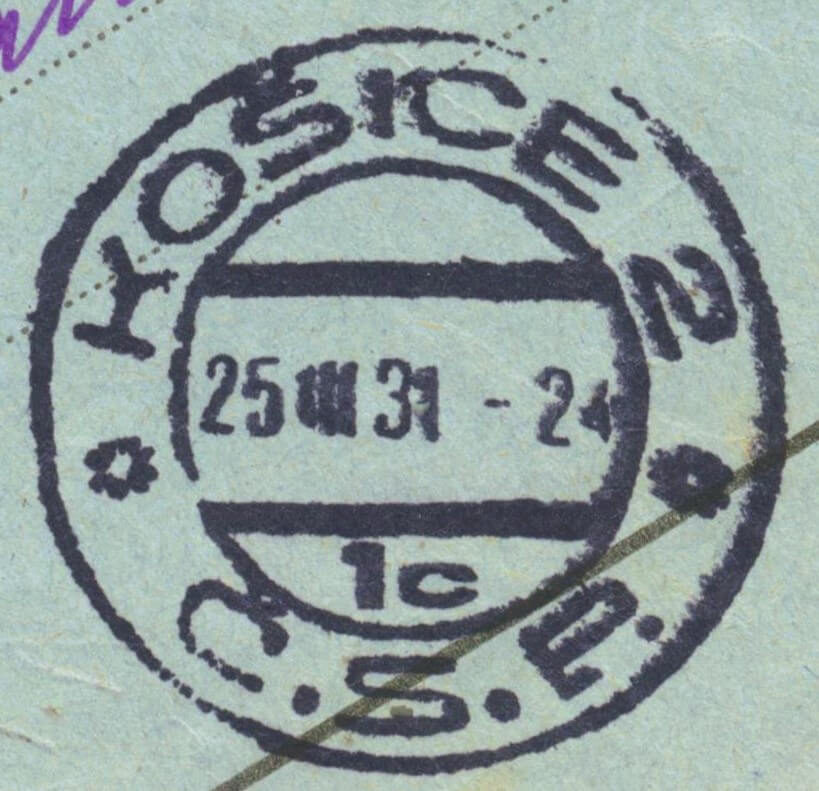 KOŠICE 2
25 III 31 - 24
1c
Č.S.R.